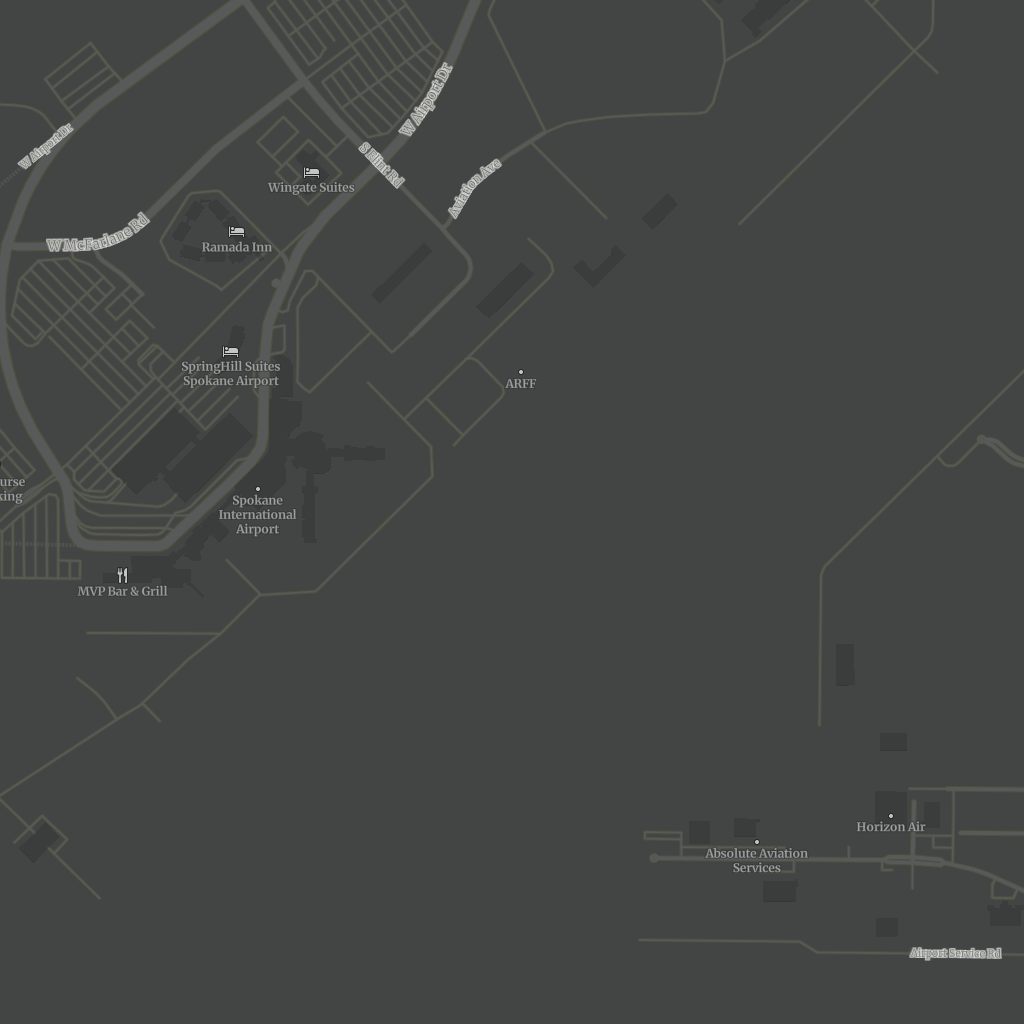 W Airport Dr
W Airport Dr
S Flint Rd
Wingate Suites
Aviation Ave
W McFarlane Rd
Ramada Inn
SpringHill Suites
Spokane Airport
ARFF
urse
king
Spokane
International
Airport
MVP Bar & Grill
Horizon Air
Absolute Aviation
Services
Airport Service Rd